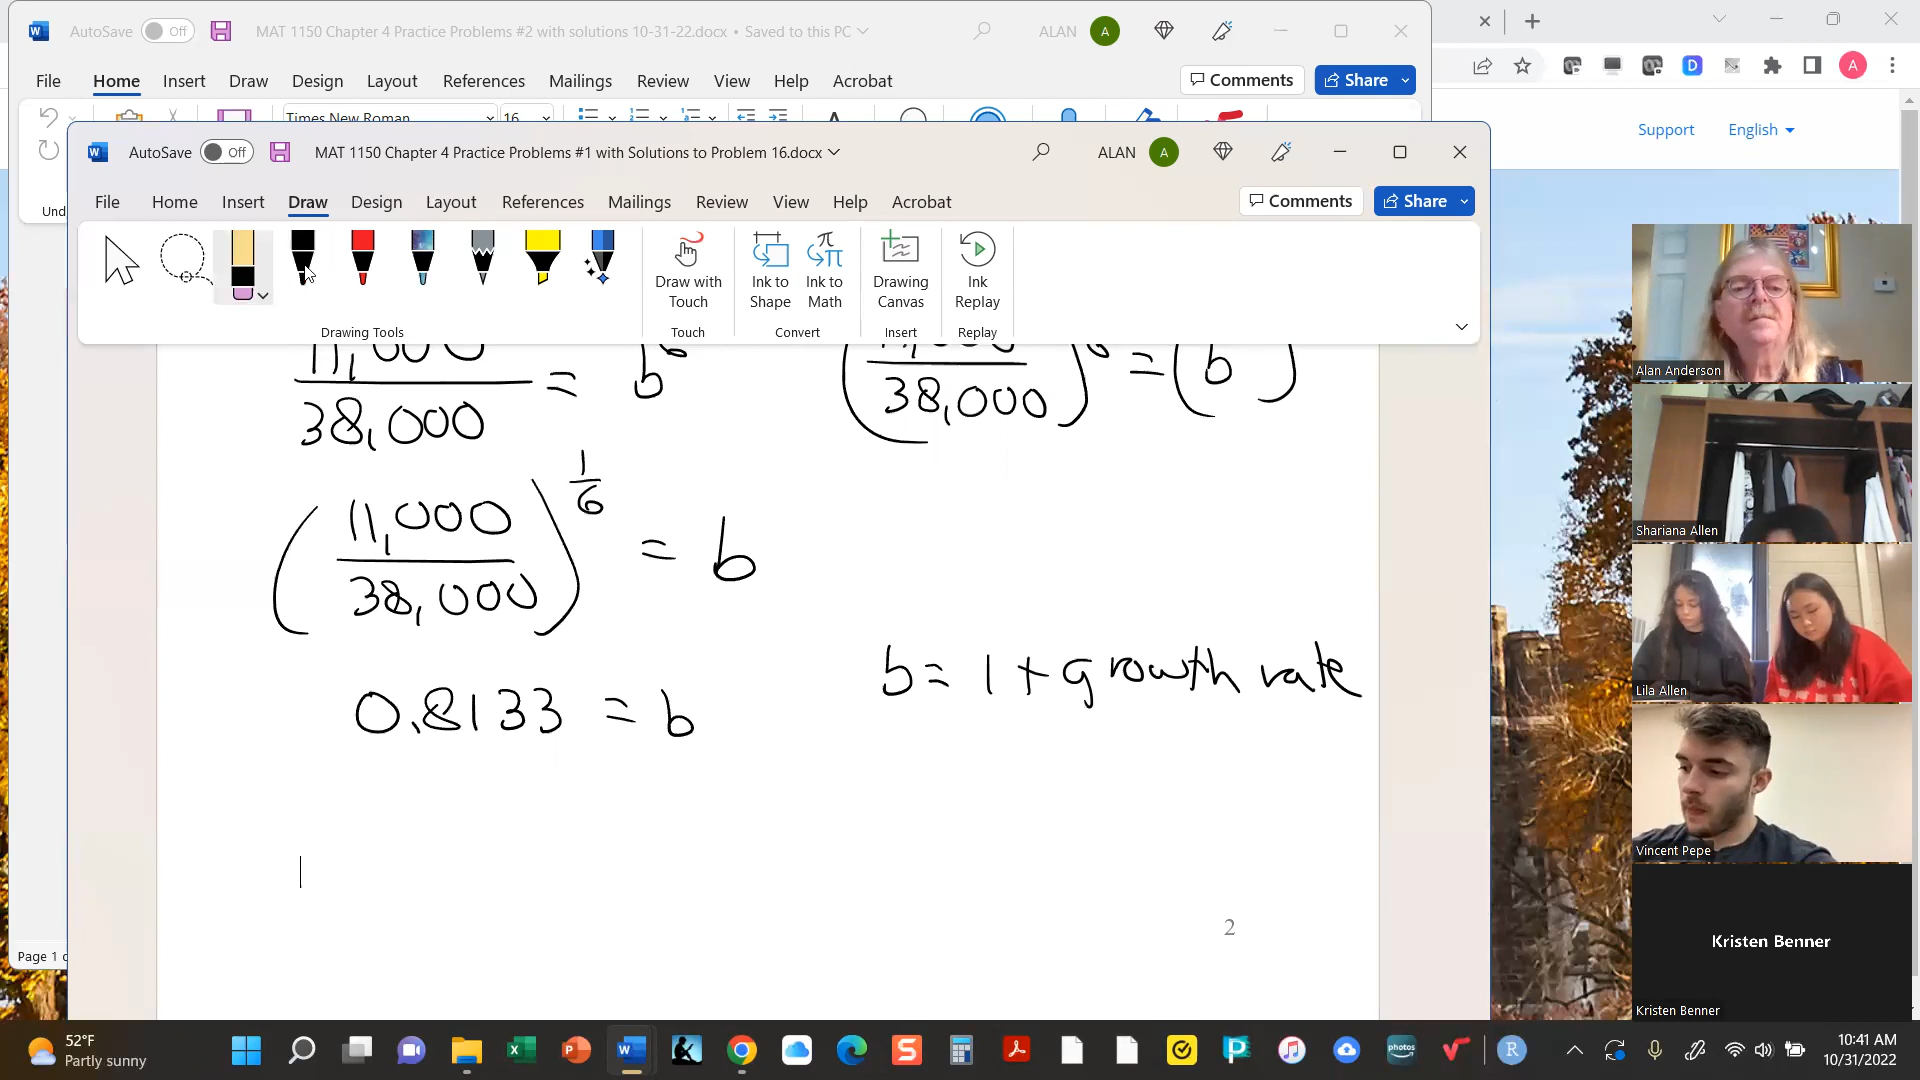 AutoSave Off MAT 1150 Chapter 4 Practice Problems #2 with solutions 10-31-22.docx • Saved to this PC ALAN A
File Home Insert Draw Design Layout References Mailings Review View Help Acrobat Comments Share
Times New Roman 16
Support English
AutoSave Off MAT 1150 Chapter 4 Practice Problems #1 with Solutions to Problem 16.docx ALAN A
File Home Insert Draw Design Layout References Mailings Review View Help Acrobat Comments Share
Draw with Touch
Ink to Shape
Ink to Math
Drawing Canvas
Ink Replay
Drawing Tools Touch Convert Insert Replay
11,000 / 38,000 = b^6
(11,000 / 38,000)^ = (b )
(11,000 / 38,000)^1/6 = b
b = 1 + growth rate
0.8133 = b
2
Page 1
Alan Anderson
Shariana Allen
Lila Allen
Vincent Pepe
Kristen Benner
Kristen Benner
52°F
Partly sunny
photos
10:41 AM
10/31/2022